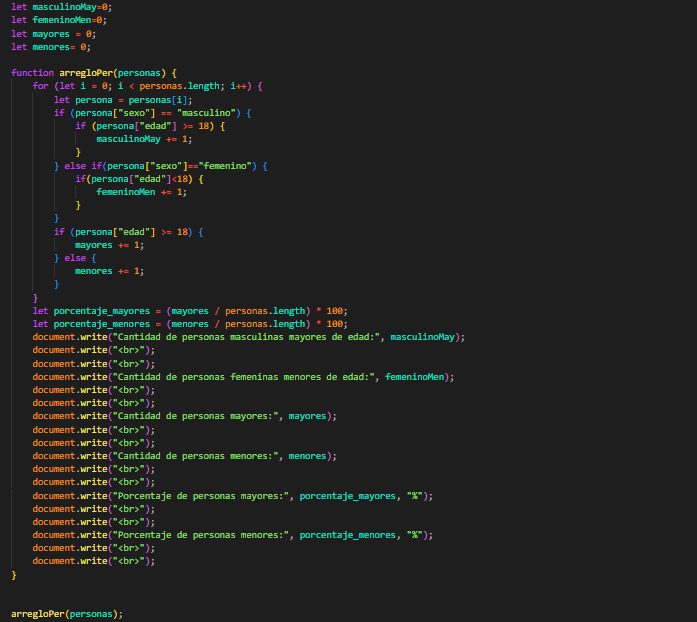 let masculinoMay=0;
let femeninoMen=0;
let mayores = 0;
let menores= 0;
function arregloPer(personas) {
for (let i = 0; i < personas.length; i++) {
let persona = personas[i];
if (persona["sexo"] == "masculino") {
if (persona["edad"] >= 18) {
masculinoMay += 1;
}
} else if(persona["sexo"]=="femenino") {
if(persona["edad"]<18) {
femeninoMen += 1;
}
}
if (persona["edad"] >= 18) {
mayores += 1;
} else {
menores += 1;
}
}
let porcentaje_mayores = (mayores / personas.length) * 100;
let porcentaje_menores = (menores / personas.length) * 100;
document.write("Cantidad de personas masculinas mayores de edad:", masculinoMay);
document.write("<br>");
document.write("<br>");
document.write("Cantidad de personas femeninas menores de edad:", femeninoMen);
document.write("<br>");
document.write("<br>");
document.write("Cantidad de personas mayores:", mayores);
document.write("<br>");
document.write("<br>");
document.write("Cantidad de personas menores:", menores);
document.write("<br>");
document.write("<br>");
document.write("Porcentaje de personas mayores:", porcentaje_mayores, "%");
document.write("<br>");
document.write("<br>");
document.write("Porcentaje de personas menores:", porcentaje_menores, "%");
document.write("<br>");
document.write("<br>");
}
arregloPer(personas);